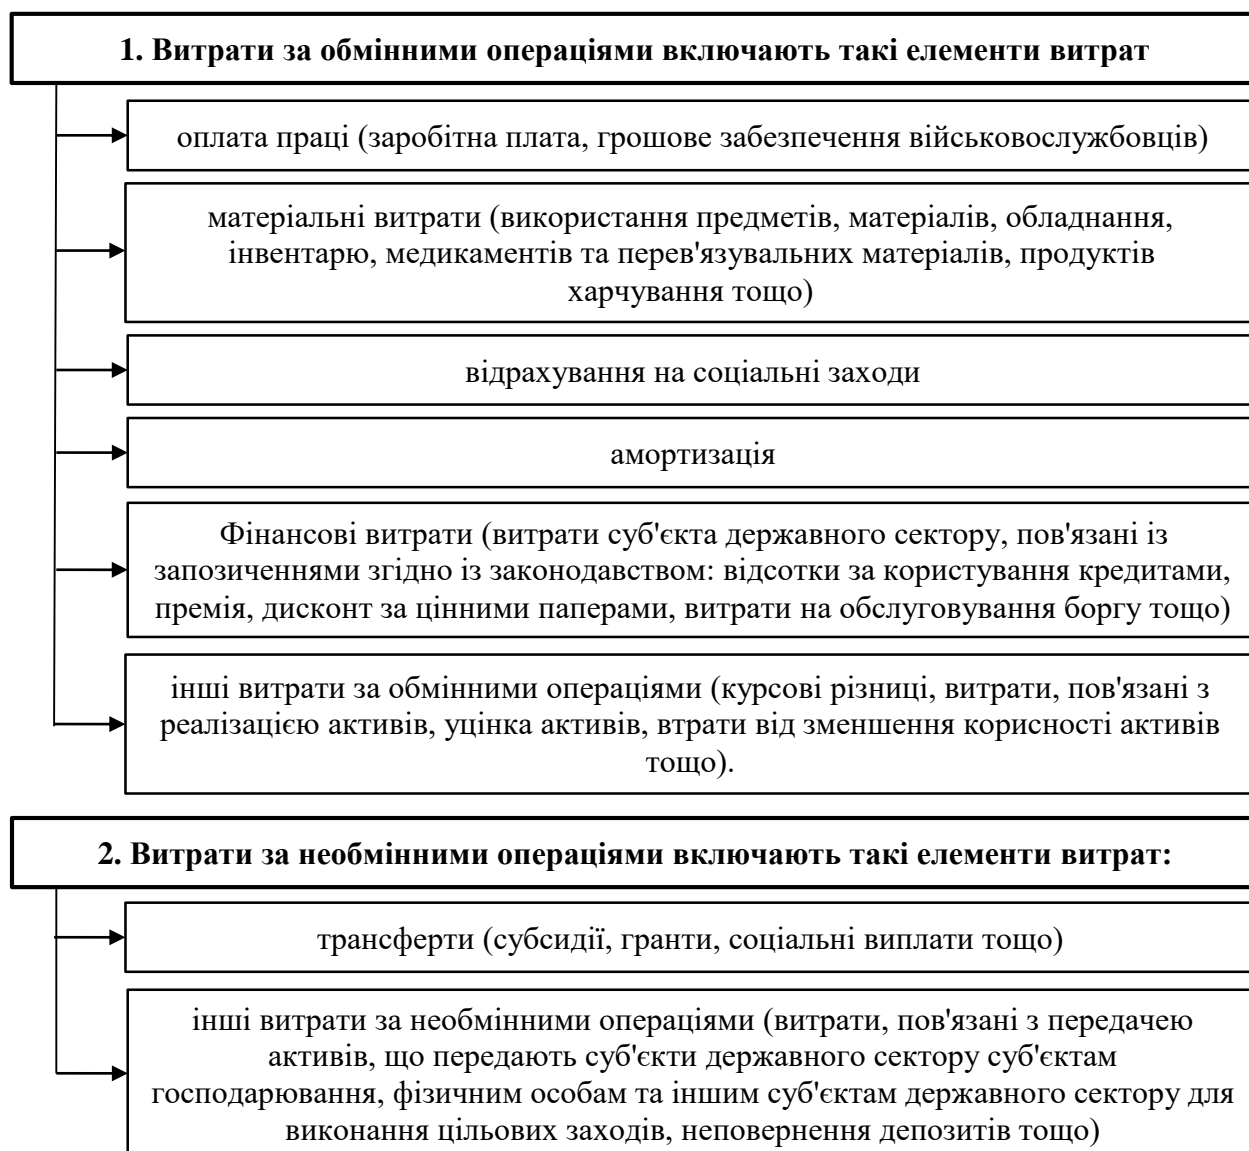 1. Витрати за обмінними операціями включають такі елементи витрат
оплата праці (заробітна плата, грошове забезпечення військовослужбовців)
матеріальні витрати (використання предметів, матеріалів, обладнання,
інвентарю, медикаментів та перев'язувальних матеріалів, продуктів
харчування тощо)
відрахування на соціальні заходи
амортизація
Фінансові витрати (витрати суб'єкта державного сектору, пов'язані із
запозиченнями згідно із законодавством: відсотки за користування кредитами,
премія, дисконт за цінними паперами, витрати на обслуговування боргу тощо)
інші витрати за обмінними операціями (курсові різниці, витрати, пов'язані з
реалізацією активів, уцінка активів, втрати від зменшення корисності активів
тощо).
2. Витрати за необмінними операціями включають такі елементи витрат:
трансферти (субсидії, гранти, соціальні виплати тощо)
інші витрати за необмінними операціями (витрати, пов'язані з передачею
активів, що передають суб'єкти державного сектору суб'єктам
господарювання, фізичним особам та іншим суб'єктам державного сектору для
виконання цільових заходів, неповернення депозитів тощо)